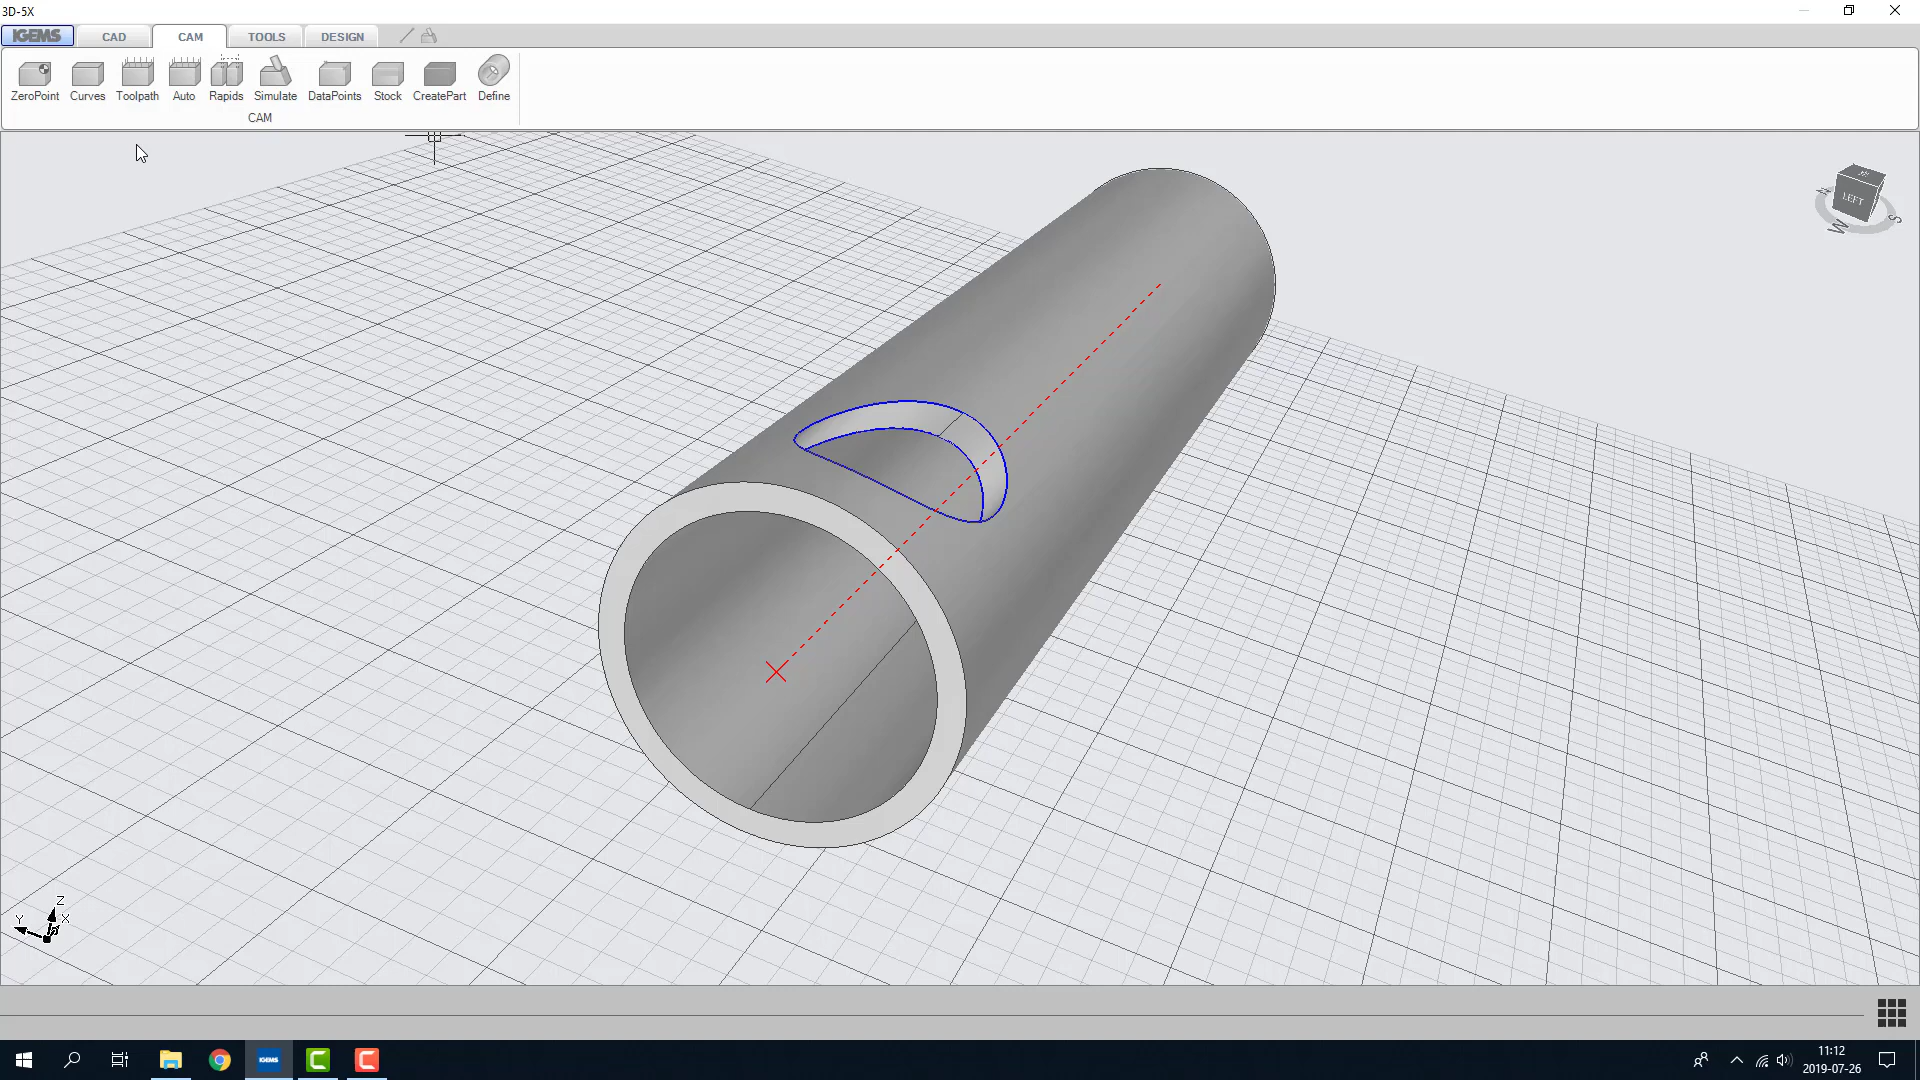 3D-5X
IGEMS CAD CAM TOOLS DESIGN
ZeroPoint Curves Toolpath Auto Rapids Simulate DataPoints Stock CreatePart Define
CAM
LEFT
N
S
W
Z
Y X
IGEMS
11:12
2019-07-26